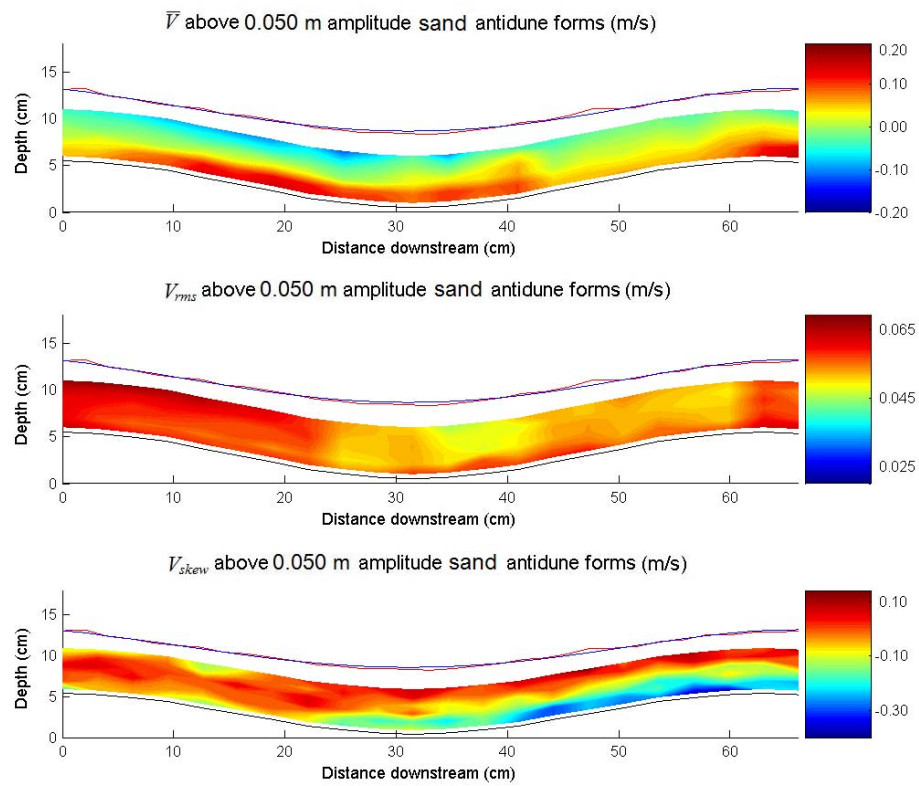 V̅ above 0.050 m amplitude sand antidune forms (m/s)
Depth (cm)
15
10
5
0
0 10 20 30 40 50 60
Distance downstream (cm)
0.20
0.10
0.00
-0.10
-0.20
V_rms above 0.050 m amplitude sand antidune forms (m/s)
Depth (cm)
15
10
5
0
0 10 20 30 40 50 60
Distance downstream (cm)
0.065
0.045
0.025
V_skew above 0.050 m amplitude sand antidune forms (m/s)
Depth (cm)
15
10
5
0
0 10 20 30 40 50 60
Distance downstream (cm)
0.10
-0.10
-0.30